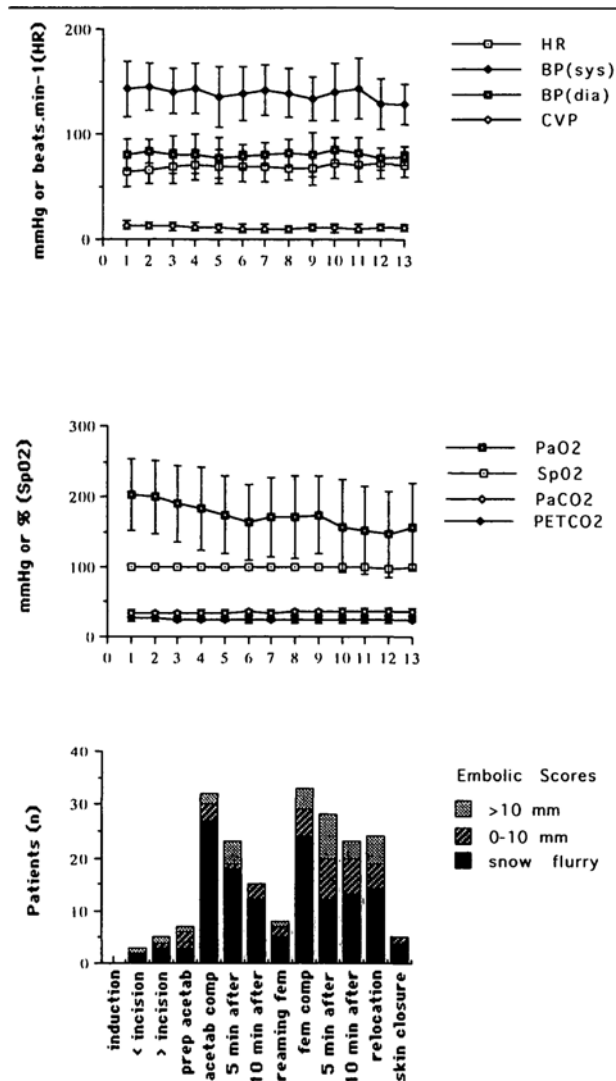 200
100
0
mmHg or beats.min-1(HR)
HR
BP(sys)
BP(dia)
CVP
0 1 2 3 4 5 6 7 8 9 10 11 12 13
300
200
100
0
mmHg or % (SpO2)
PaO2
SpO2
PaCO2
PETCO2
0 1 2 3 4 5 6 7 8 9 10 11 12 13
40
30
20
10
0
Patients (n)
Embolic Scores
>10 mm
0-10 mm
snow flurry
induction
< incision
> incision
prep acetab
acetab comp
5 min after
10 min after
reaming fem
fem comp
5 min after
10 min after
relocation
skin closure